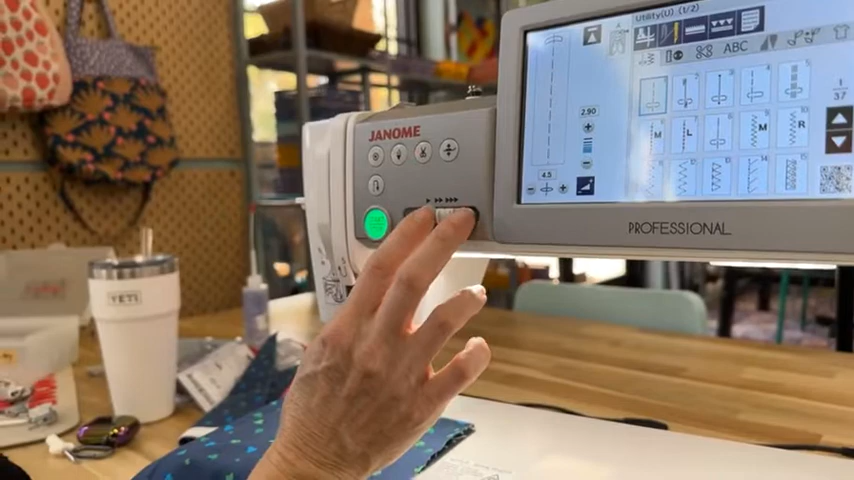 Utility(U) (1/2)
ABC
1
37
2.90
4.5
M
L
M
R
JANOME
PROFESSIONAL
YETI